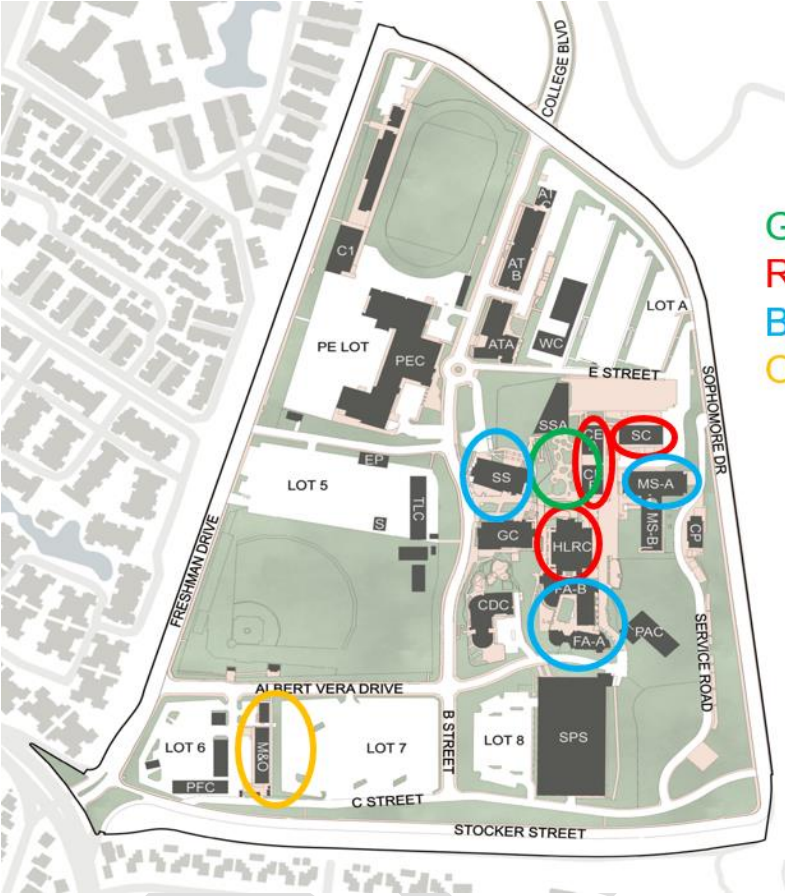 COLLEGE BLVD
AT
C
AT
B
C1
LOT A
PE LOT
PEC
ATA
WC
E STREET
SOPHOMORE DR
SSA
CE
SC
EP
SS
MS-A
LOT 5
TLC
S
GC
HLRC
MS-B
CP
FRESHMAN DRIVE
FA-B
CDC
FA-A
PAC
SERVICE ROAD
ALBERT VERA DRIVE
B STREET
LOT 6
M&O
LOT 7
LOT 8
SPS
PFC
C STREET
STOCKER STREET
G
R
B